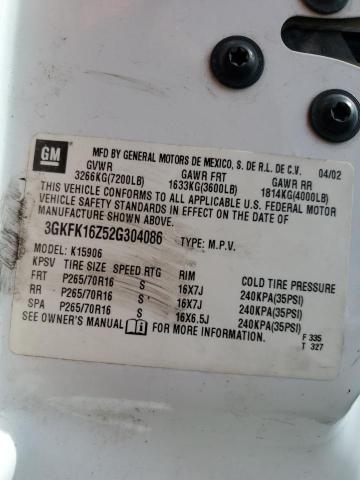 GM
MFD BY GENERAL MOTORS DE MEXICO, S. DE R.L. DE C.V. 04/02
GVWR GAWR FRT GAWR RR
3266KG(7200LB) 1633KG(3600LB) 1814KG(4000LB)
THIS VEHICLE CONFORMS TO ALL APPLICABLE U.S. FEDERAL MOTOR
VEHICLE SAFETY STANDARDS IN EFFECT ON THE DATE OF
MANUFACTURE SHOWN ABOVE.
3GKFK16Z52G304086 TYPE: M.P.V.
MODEL: K15906
KPSV TIRE SIZE SPEED RTG RIM COLD TIRE PRESSURE
FRT P265/70R16 S 16X7J 240KPA(35PSI)
RR P265/70R16 S 16X7J 240KPA(35PSI)
SPA P265/70R16 S 16X6.5J 240KPA(35PSI)
SEE OWNER'S MANUAL FOR MORE INFORMATION.
F 335
T 327